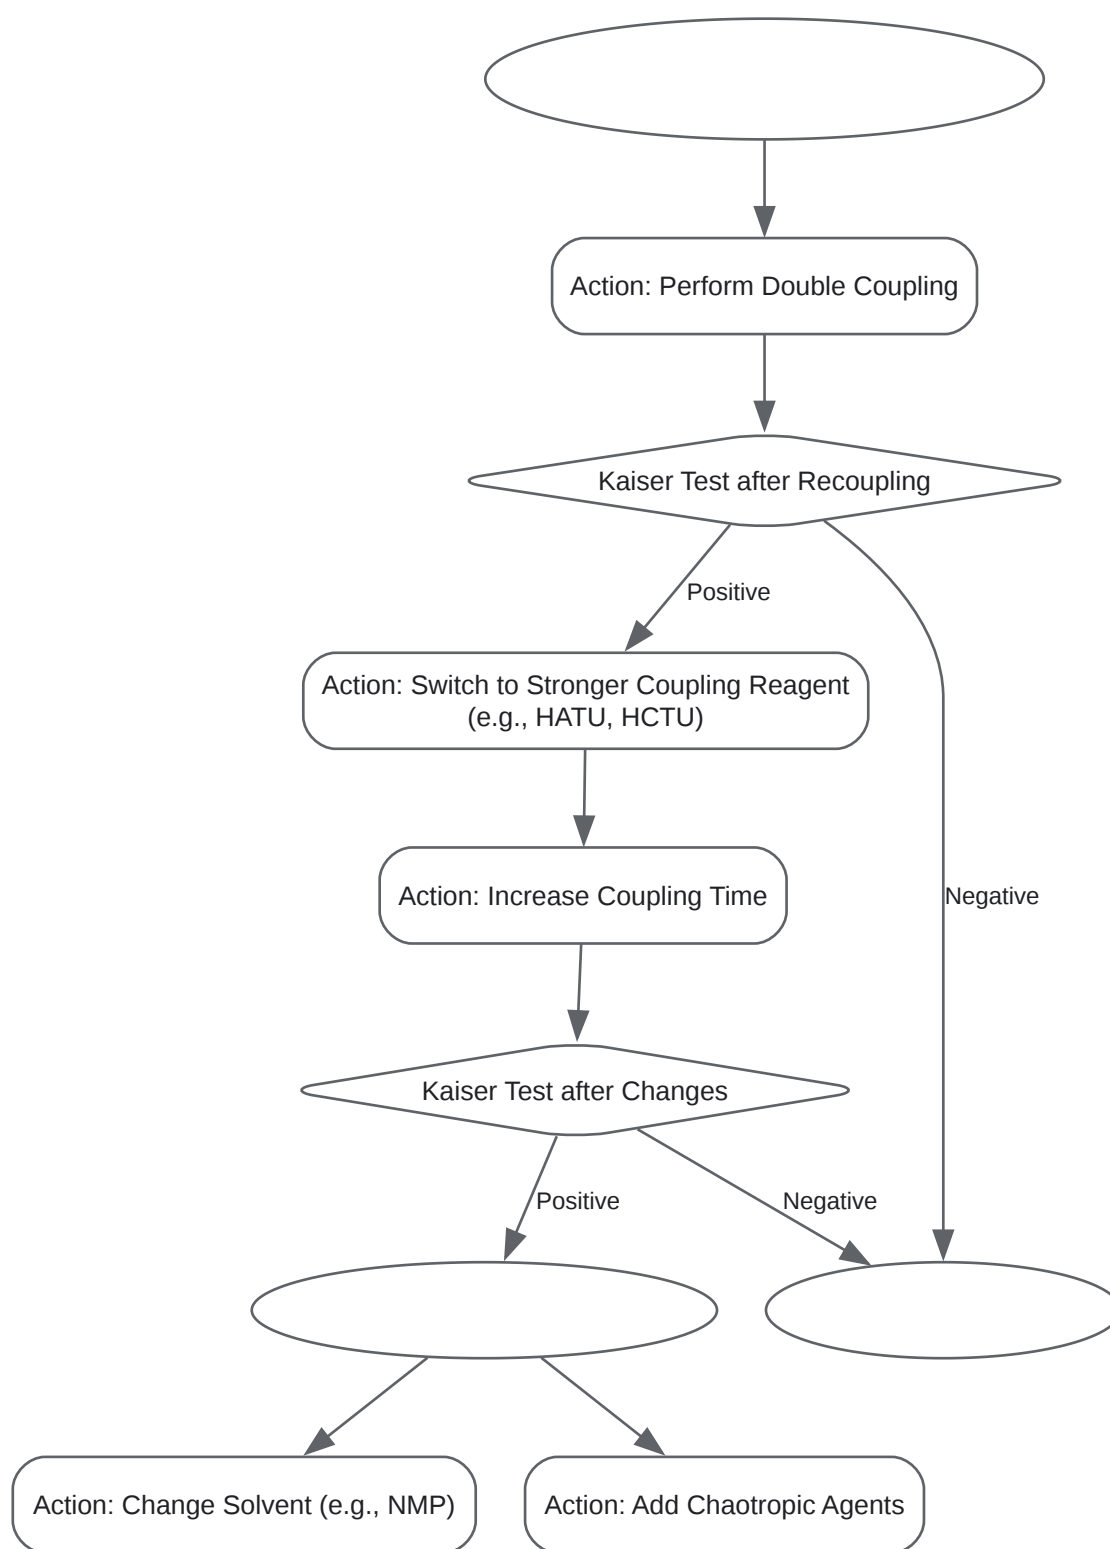 Action: Perform Double Coupling
Kaiser Test after Recoupling
Positive
Action: Switch to Stronger Coupling Reagent
(e.g., HATU, HCTU)
Action: Increase Coupling Time
Negative
Kaiser Test after Changes
Positive
Negative
Action: Change Solvent (e.g., NMP)
Action: Add Chaotropic Agents